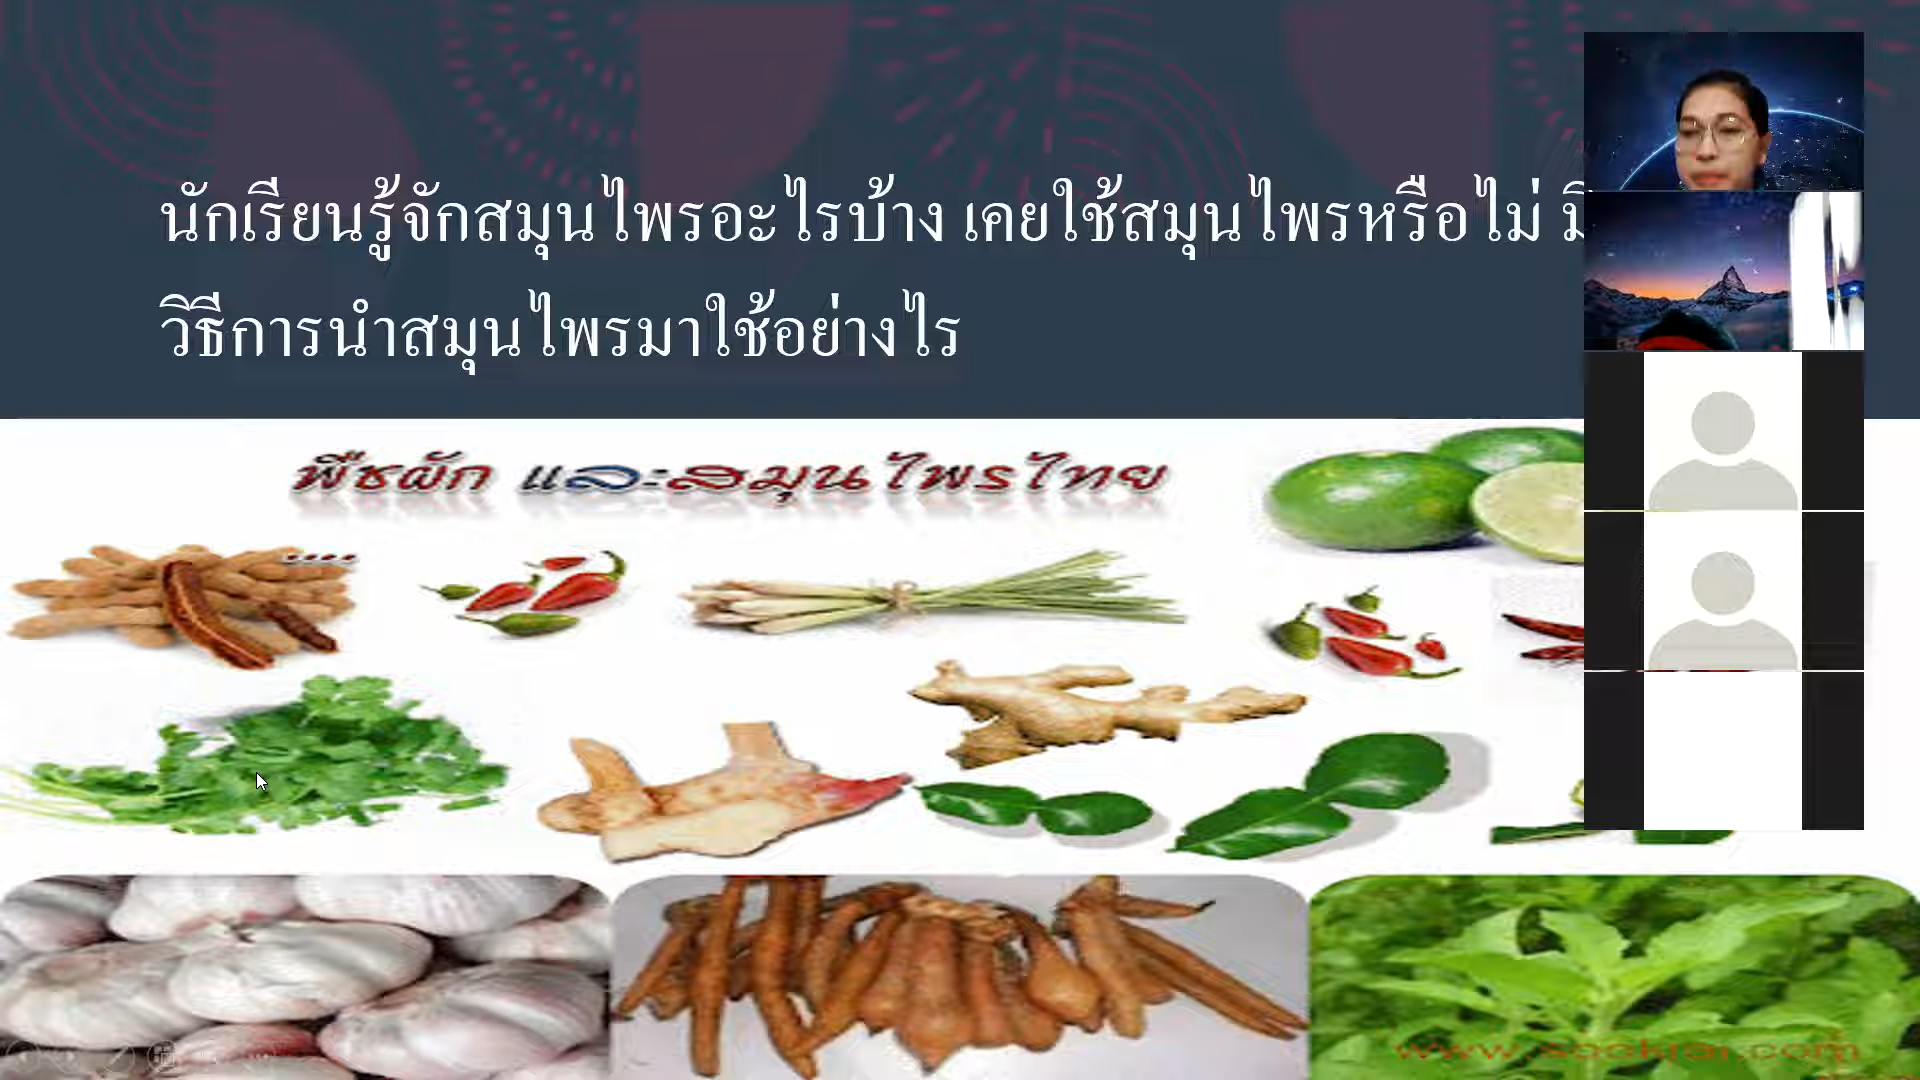 นักเรียนรู้จักสมุนไพรอะไรบ้าง เคยใช้สมุนไพรหรือไม่ มี
วิธีการนำสมุนไพรมาใช้อย่างไร
พืชผัก และสมุนไพรไทย
....